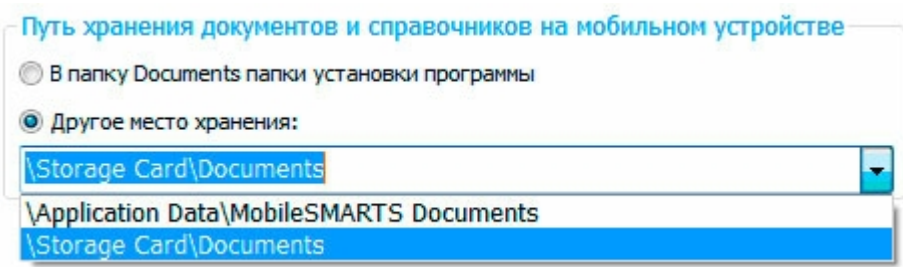 Путь хранения документов и справочников на мобильном устройстве
В папку Documents папки установки программы
Другое место хранения:
\Storage Card\Documents
\Application Data\MobileSMARTS Documents
\Storage Card\Documents